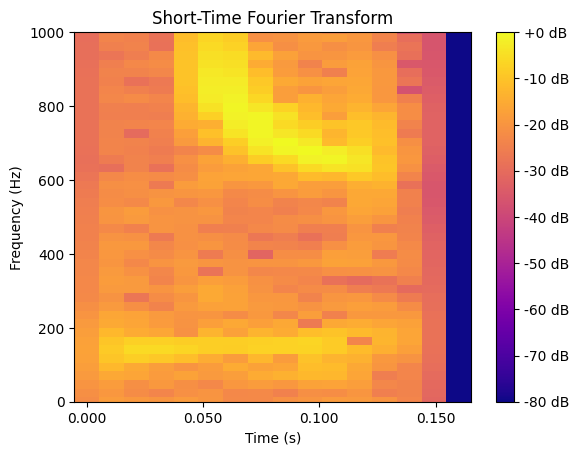 Short-Time Fourier Transform
1000
800
600
400
200
0
Frequency (Hz)
0.000
0.050
0.100
0.150
Time (s)
+0 dB
-10 dB
-20 dB
-30 dB
-40 dB
-50 dB
-60 dB
-70 dB
-80 dB